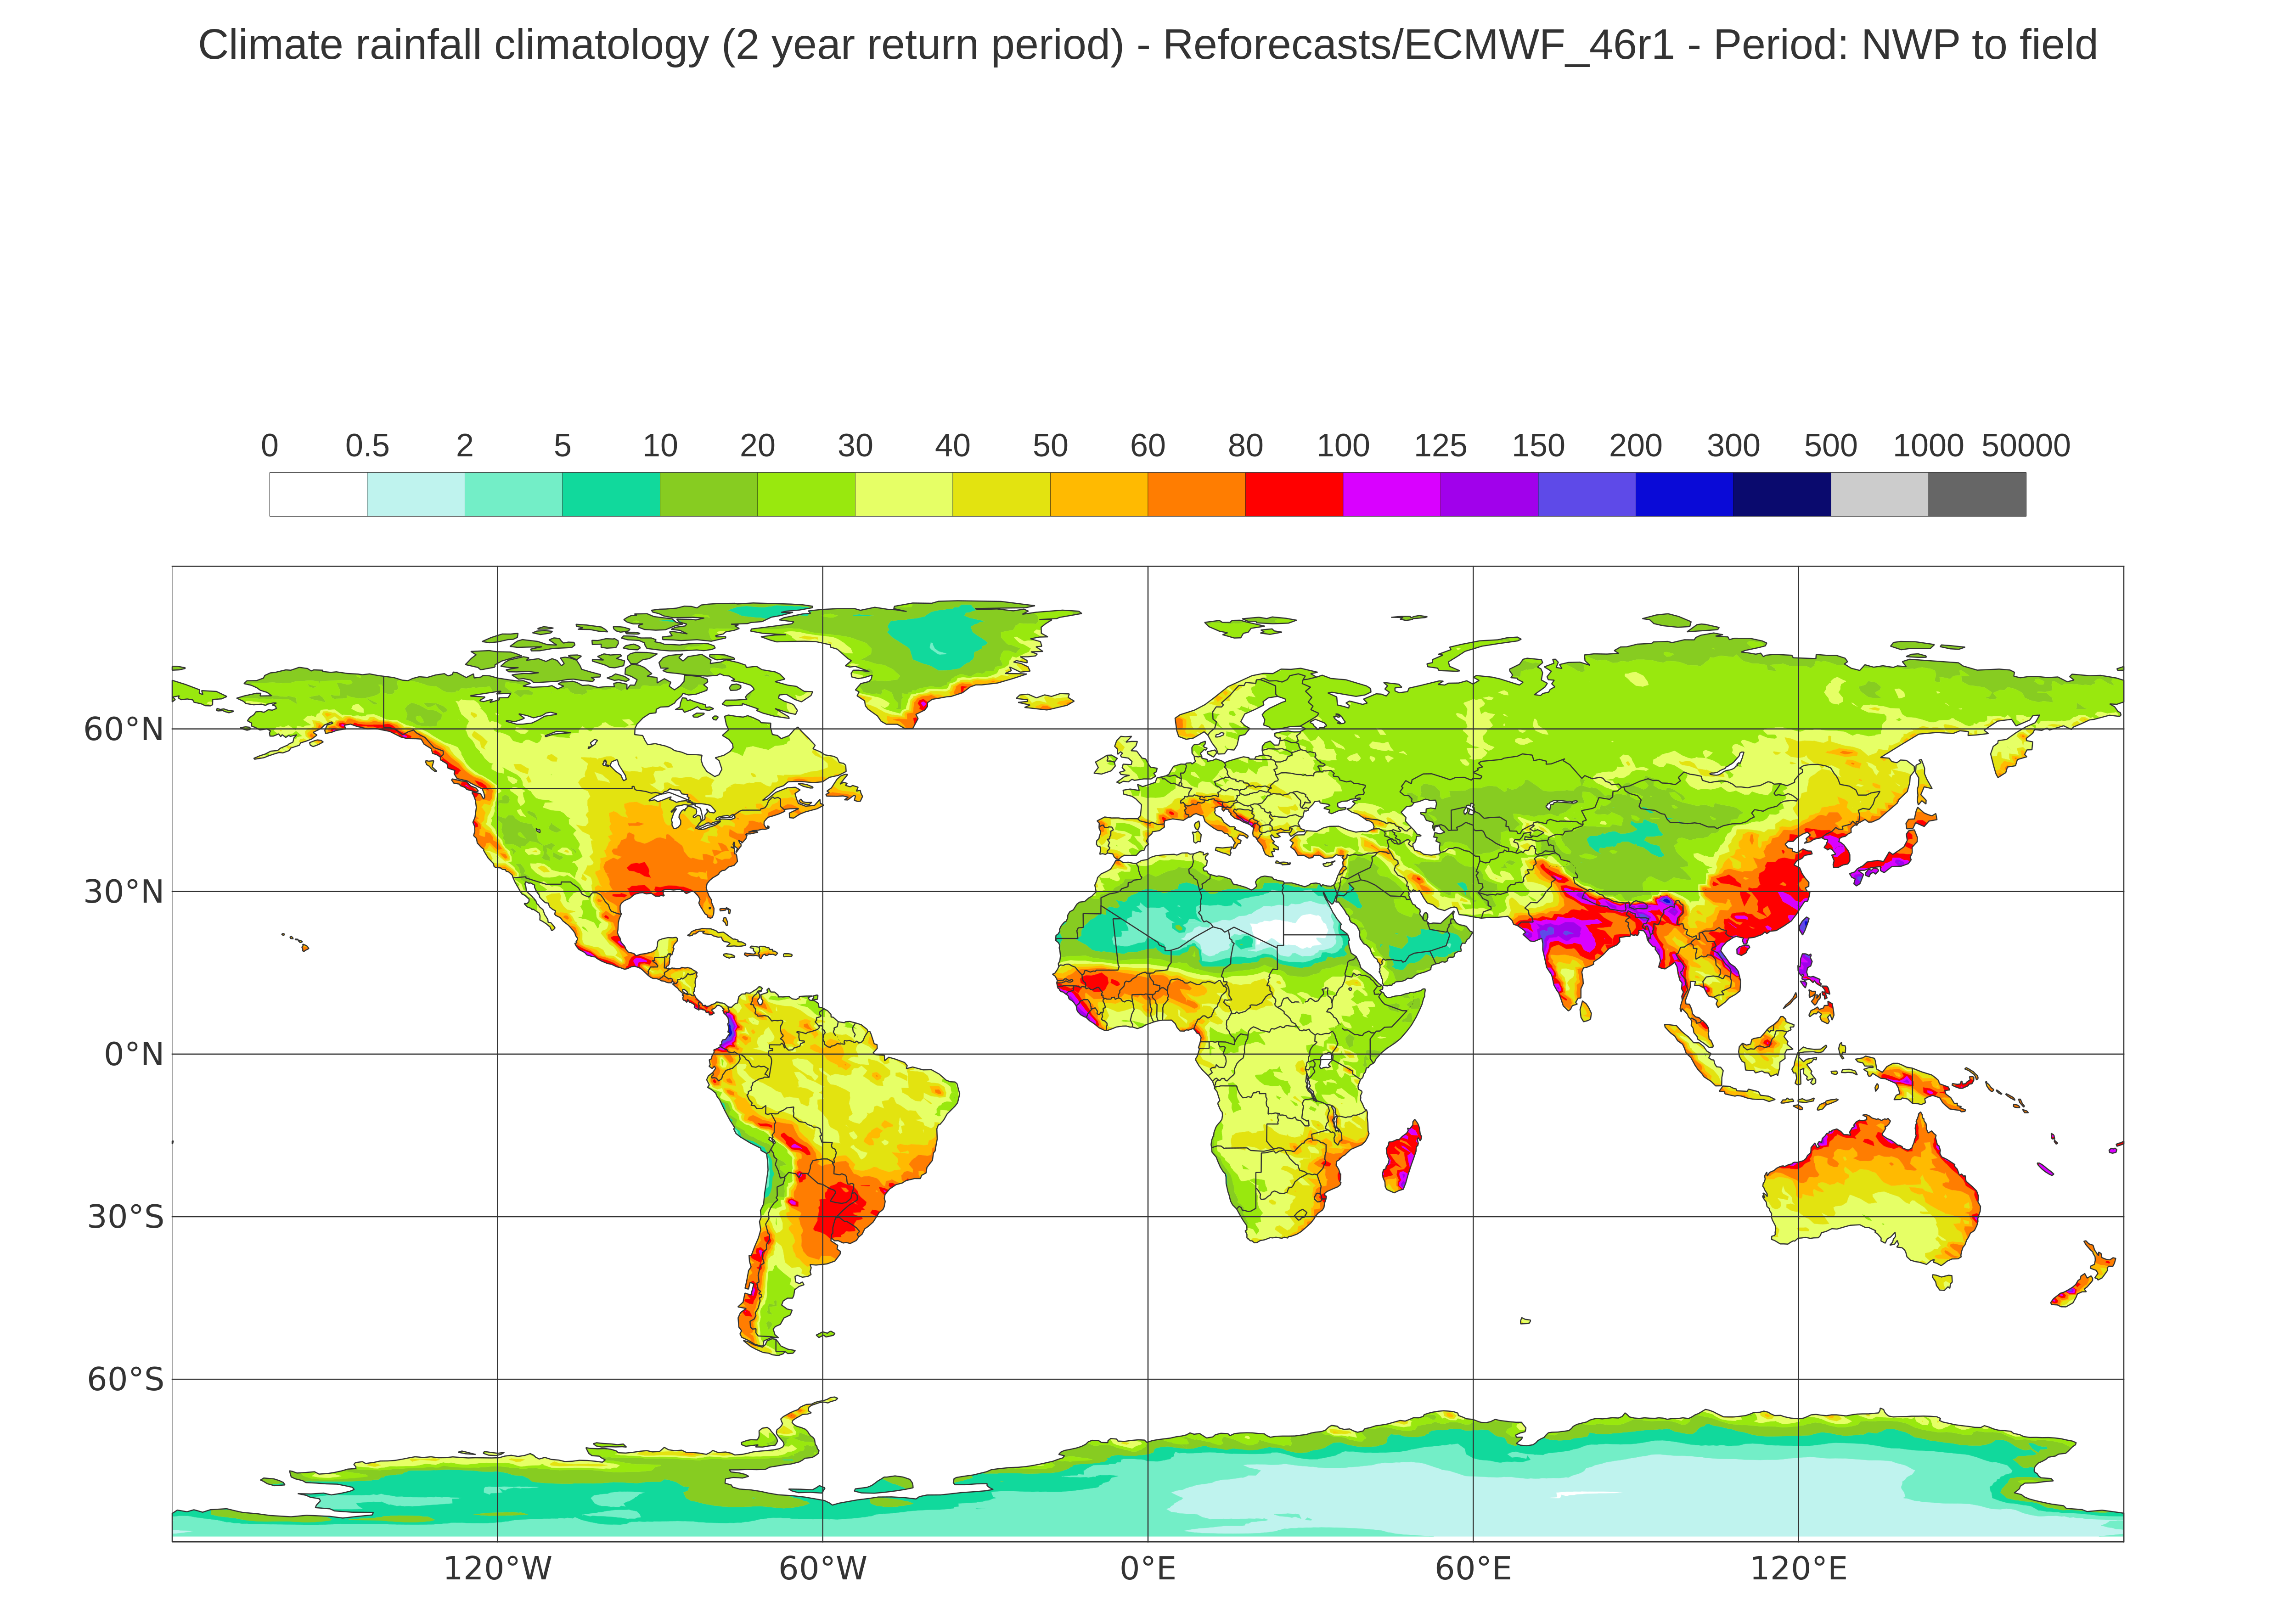 Climate rainfall climatology (2 year return period) - Reforecasts/ECMWF_46r1 - Period: NWP to field
0 0.5 2 5 10 20 30 40 50 60 80 100 125 150 200 300 500 1000 50000
60°N
30°N
0°N
30°S
60°S
120°W 60°W 0°E 60°E 120°E